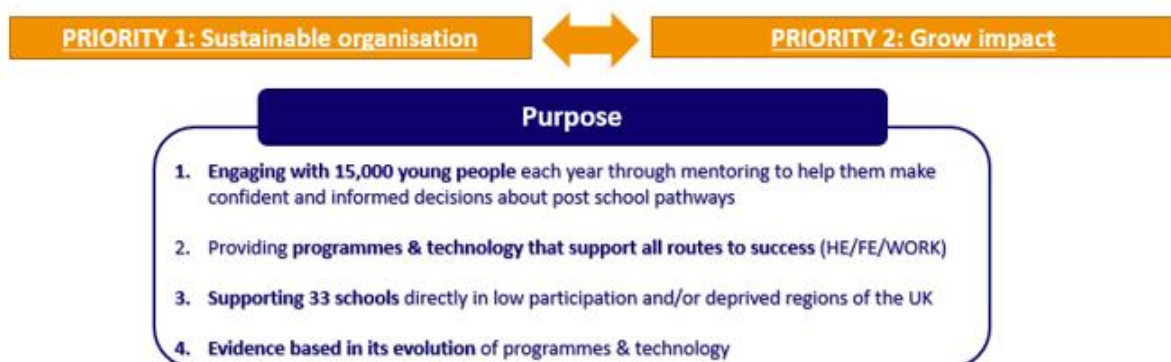 PRIORITY 1: Sustainable organisation
PRIORITY 2: Grow impact
Purpose
1. Engaging with 15,000 young people each year through mentoring to help them make
confident and informed decisions about post school pathways
2. Providing programmes & technology that support all routes to success (HE/FE/WORK)
3. Supporting 33 schools directly in low participation and/or deprived regions of the UK
4. Evidence based in its evolution of programmes & technology